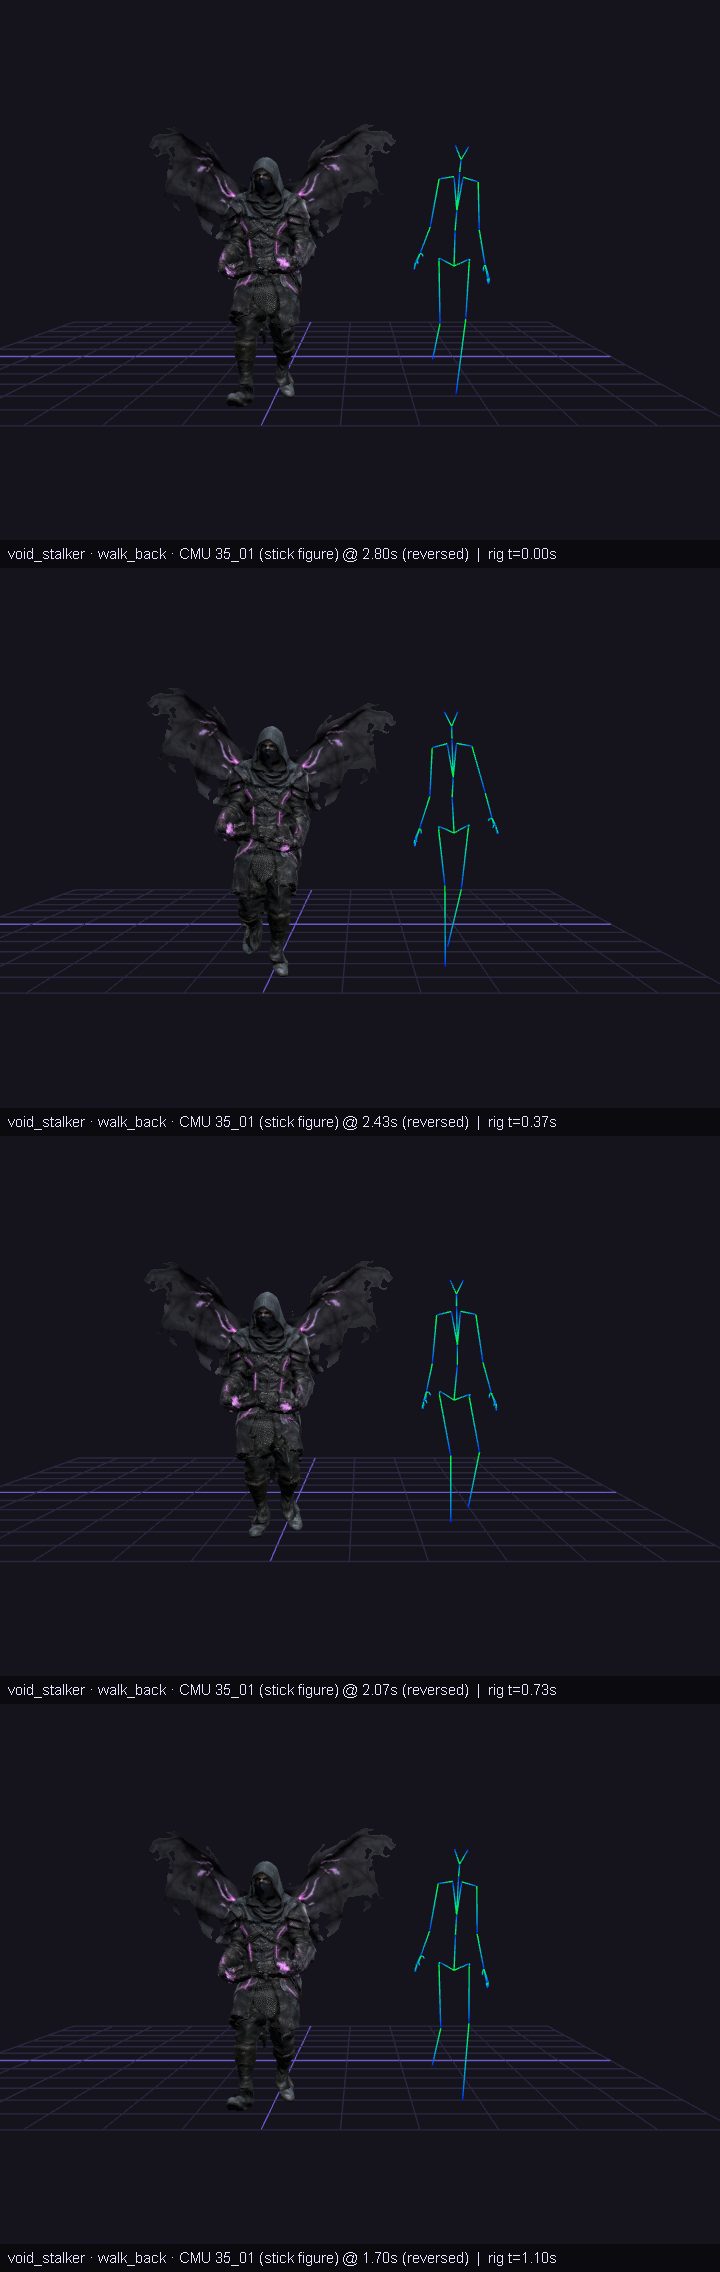 void_stalker · walk_back · CMU 35_01 (stick figure) @ 2.80s (reversed) | rig t=0.00s
void_stalker · walk_back · CMU 35_01 (stick figure) @ 2.43s (reversed) | rig t=0.37s
void_stalker · walk_back · CMU 35_01 (stick figure) @ 2.07s (reversed) | rig t=0.73s
void_stalker · walk_back · CMU 35_01 (stick figure) @ 1.70s (reversed) | rig t=1.10s